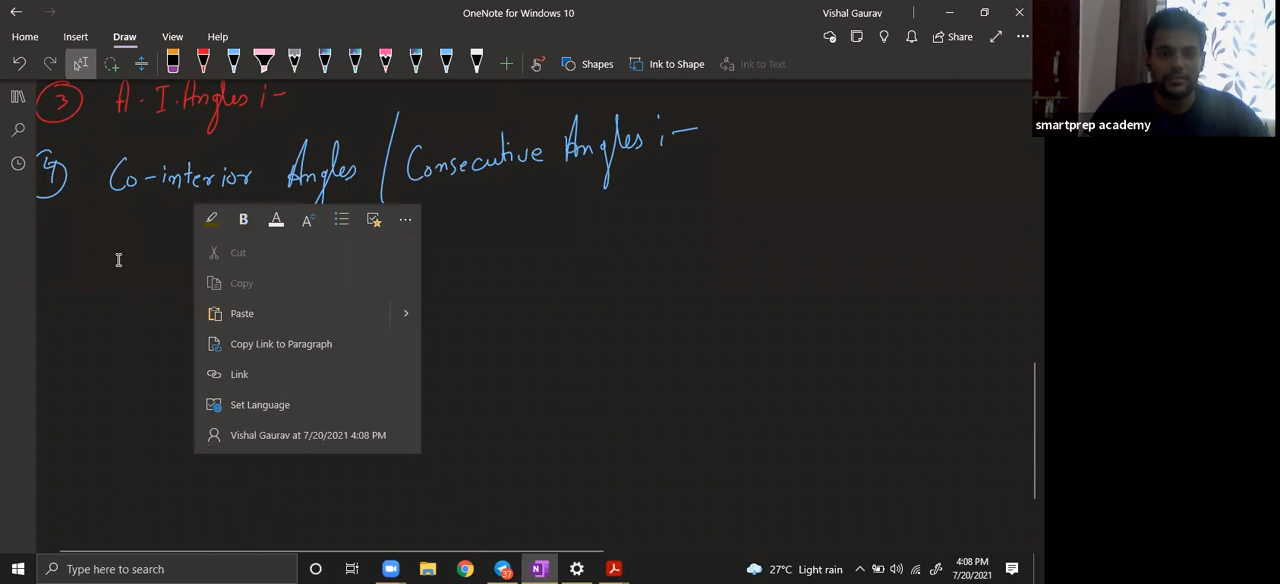 OneNote for Windows 10
Vishal Gaurav
Home Insert Draw View Help
Share
Shapes
Ink to Shape
Ink to Text
smartprep academy
3 A. I. Angles :-
4 Co-interior Angles / Consecutive Angles :-
B A A
Cut
Copy
Paste
Copy Link to Paragraph
Link
Set Language
Vishal Gaurav at 7/20/2021 4:08 PM
Type here to search
37
27°C Light rain
4:08 PM
7/20/2021